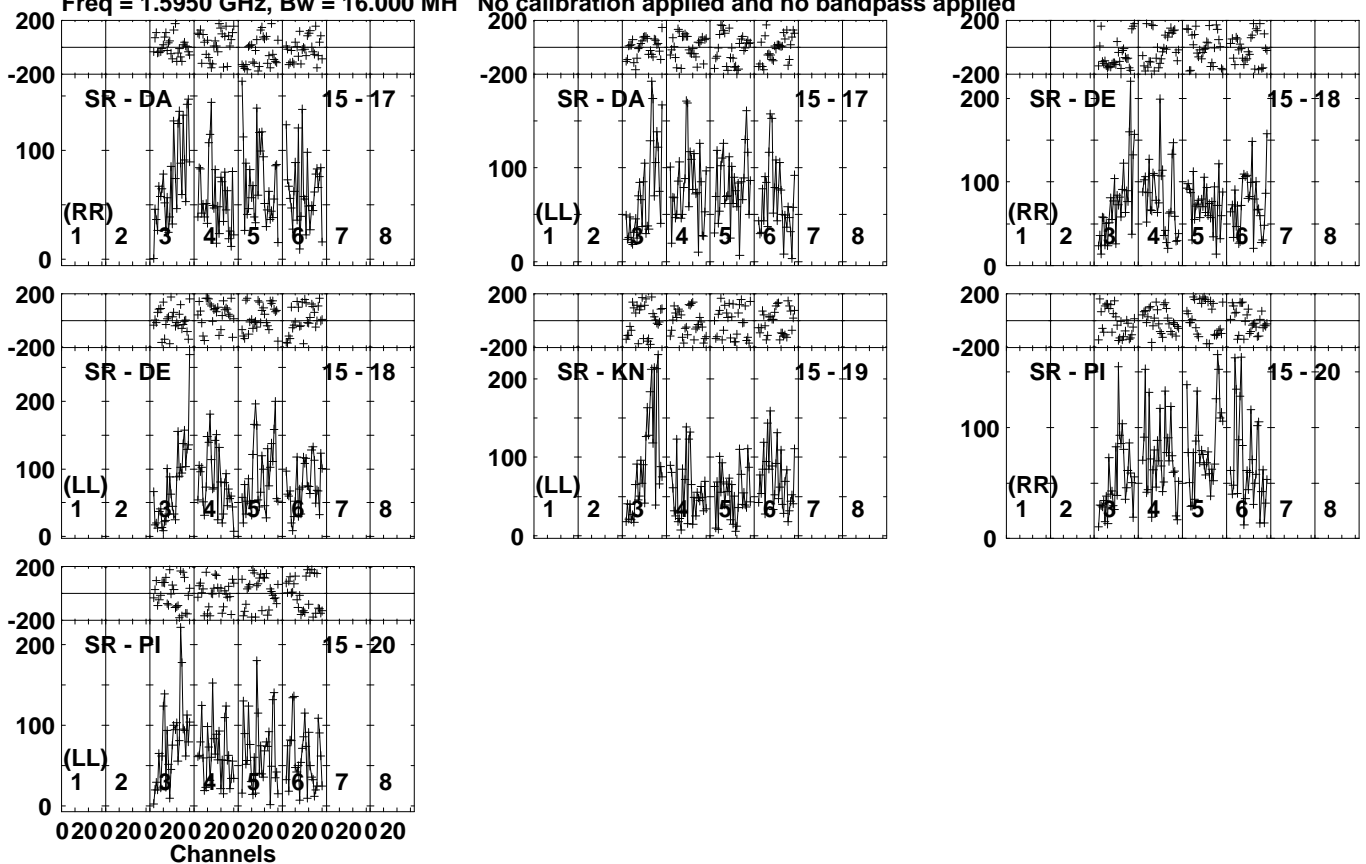 Freq = 1.5950 GHz, Bw = 16.000 MH No calibration applied and no bandpass applied
200
-200
SR - DA 15 - 17
100
(RR)
1 2 3 4 5 6 7 8
0
200
-200
200
SR - DA 15 - 17
100
(LL)
1 2 3 4 5 6 7 8
0
200
-200
200
SR - DE 15 - 18
100
(RR)
1 2 3 4 5 6 7 8
0
200
-200
SR - DE 15 - 18
200
100
(LL)
1 2 3 4 5 6 7 8
0
200
-200
SR - KN 15 - 19
200
100
(LL)
1 2 3 4 5 6 7 8
0
200
-200
SR - PI 15 - 20
100
(RR)
1 2 3 4 5 6 7 8
0
200
-200
SR - PI 15 - 20
200
100
(LL)
1 2 3 4 5 6 7 8
0
0 20 0 20 0 20 0 20 0 20 0 20 0 20 0 20
Channels